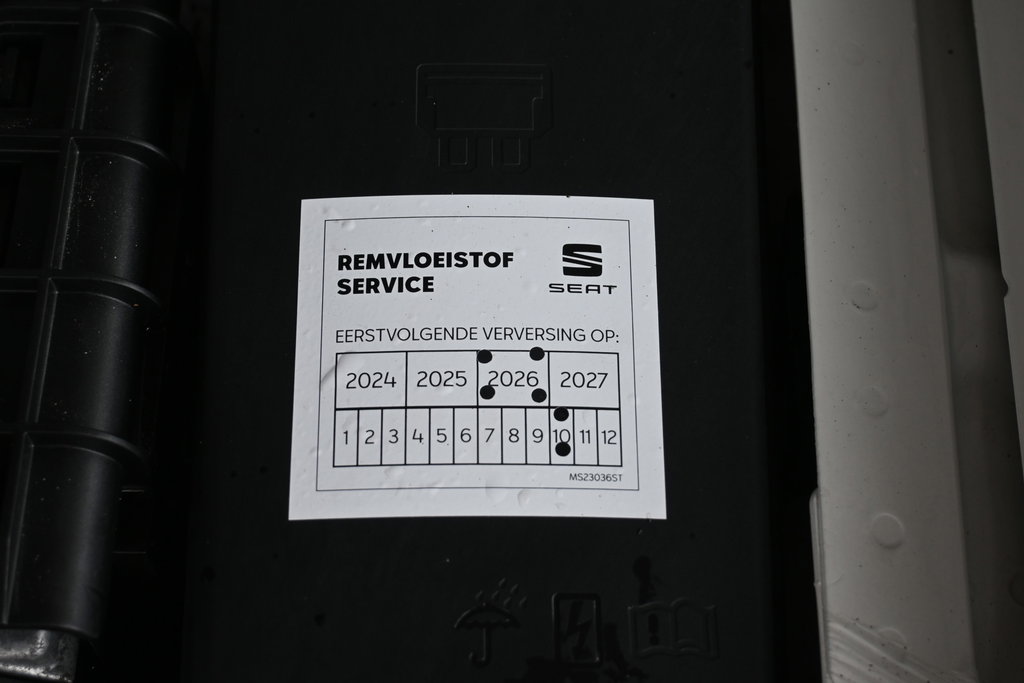 REMVLOEISTOF
SERVICE
SEAT
EERSTVOLGENDE VERVERSING OP:
2024 2025 2026 2027
1 2 3 4 5 6 7 8 9 10 11 12
MS23036ST